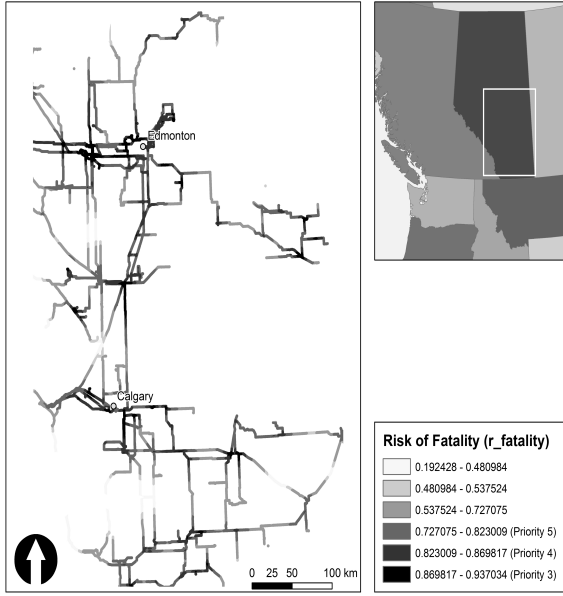 Edmonton
Calgary
0 25 50 100 km
Risk of Fatality (r_fatality)
0.192428 - 0.480984
0.480984 - 0.537524
0.537524 - 0.727075
0.727075 - 0.823009 (Priority 5)
0.823009 - 0.869817 (Priority 4)
0.869817 - 0.937034 (Priority 3)